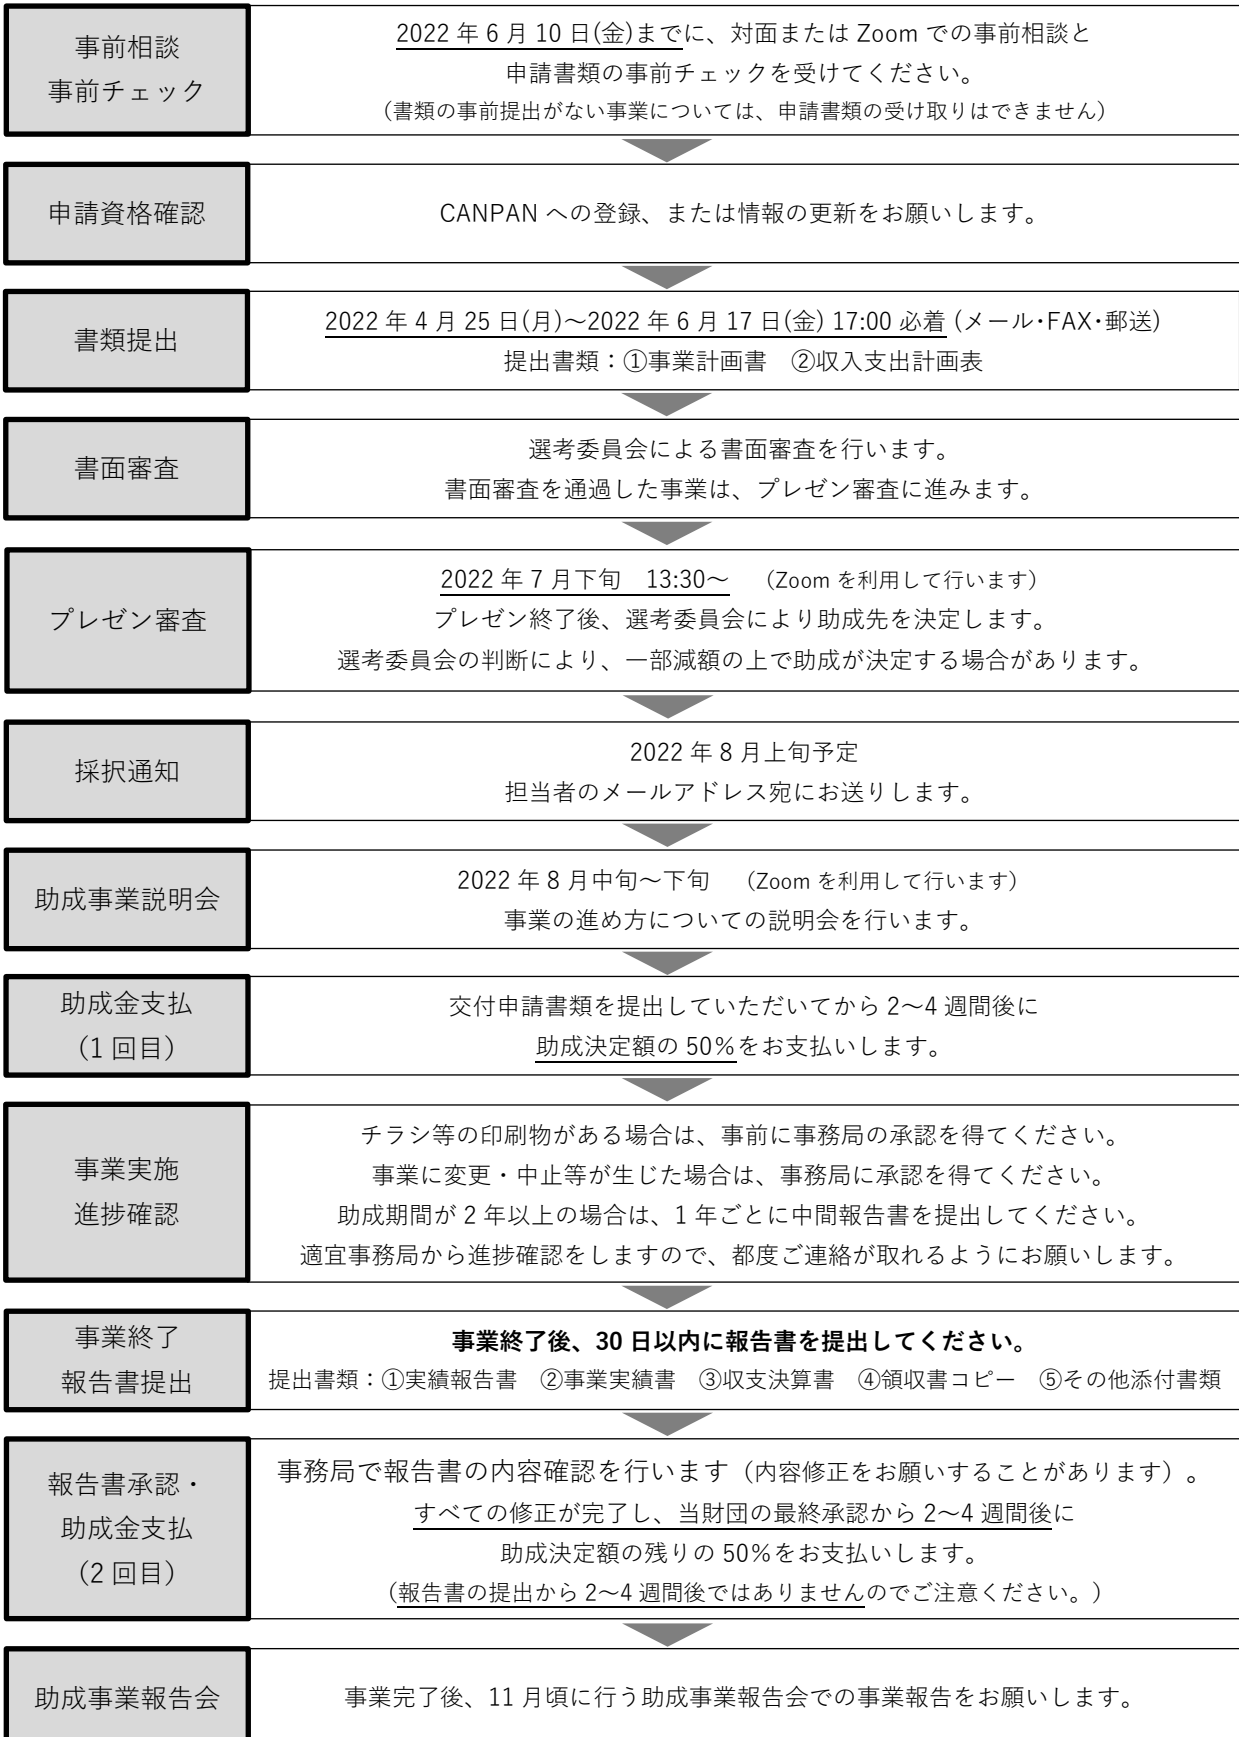 事前相談
事前チェック
2022 年 6 月 10 日(金)までに、対面または Zoom での事前相談と
申請書類の事前チェックを受けてください。
（書類の事前提出がない事業については、申請書類の受け取りはできません）
申請資格確認
CANPAN への登録、または情報の更新をお願いします。
書類提出
2022 年 4 月 25 日(月)～2022 年 6 月 17 日(金) 17:00 必着 (メール･FAX･郵送)
提出書類：①事業計画書　②収入支出計画表
書面審査
選考委員会による書面審査を行います。
書面審査を通過した事業は、プレゼン審査に進みます。
プレゼン審査
2022 年 7 月下旬　13:30～　（Zoom を利用して行います）
プレゼン終了後、選考委員会により助成先を決定します。
選考委員会の判断により、一部減額の上で助成が決定する場合があります。
採択通知
2022 年 8 月上旬予定
担当者のメールアドレス宛にお送りします。
助成事業説明会
2022 年 8 月中旬～下旬　（Zoom を利用して行います）
事業の進め方についての説明会を行います。
助成金支払
（1 回目）
交付申請書類を提出していただいてから 2～4 週間後に
助成決定額の 50％をお支払いします。
事業実施
進捗確認
チラシ等の印刷物がある場合は、事前に事務局の承認を得てください。
事業に変更・中止等が生じた場合は、事務局に承認を得てください。
助成期間が 2 年以上の場合は、1 年ごとに中間報告書を提出してください。
適宜事務局から進捗確認をしますので、都度ご連絡が取れるようにお願いします。
事業終了
報告書提出
事業終了後、30 日以内に報告書を提出してください。
提出書類：①実績報告書　②事業実績書　③収支決算書　④領収書コピー　⑤その他添付書類
報告書承認・
助成金支払
（2 回目）
事務局で報告書の内容確認を行います（内容修正をお願いすることがあります）。
すべての修正が完了し、当財団の最終承認から 2～4 週間後に
助成決定額の残りの 50％をお支払いします。
（報告書の提出から 2～4 週間後ではありませんのでご注意ください。）
助成事業報告会
事業完了後、11 月頃に行う助成事業報告会での事業報告をお願いします。